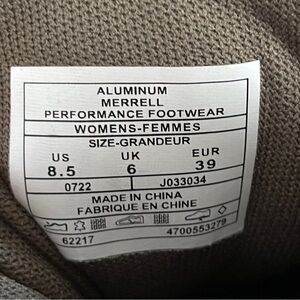 ALUMINUM
MERRELL
PERFORMANCE FOOTWEAR
WOMENS-FEMMES
SIZE-GRANDEUR
US UK EUR
8.5 6 39
0722 J033034
MADE IN CHINA
FABRIQUE EN CHINE
62217 4700553279